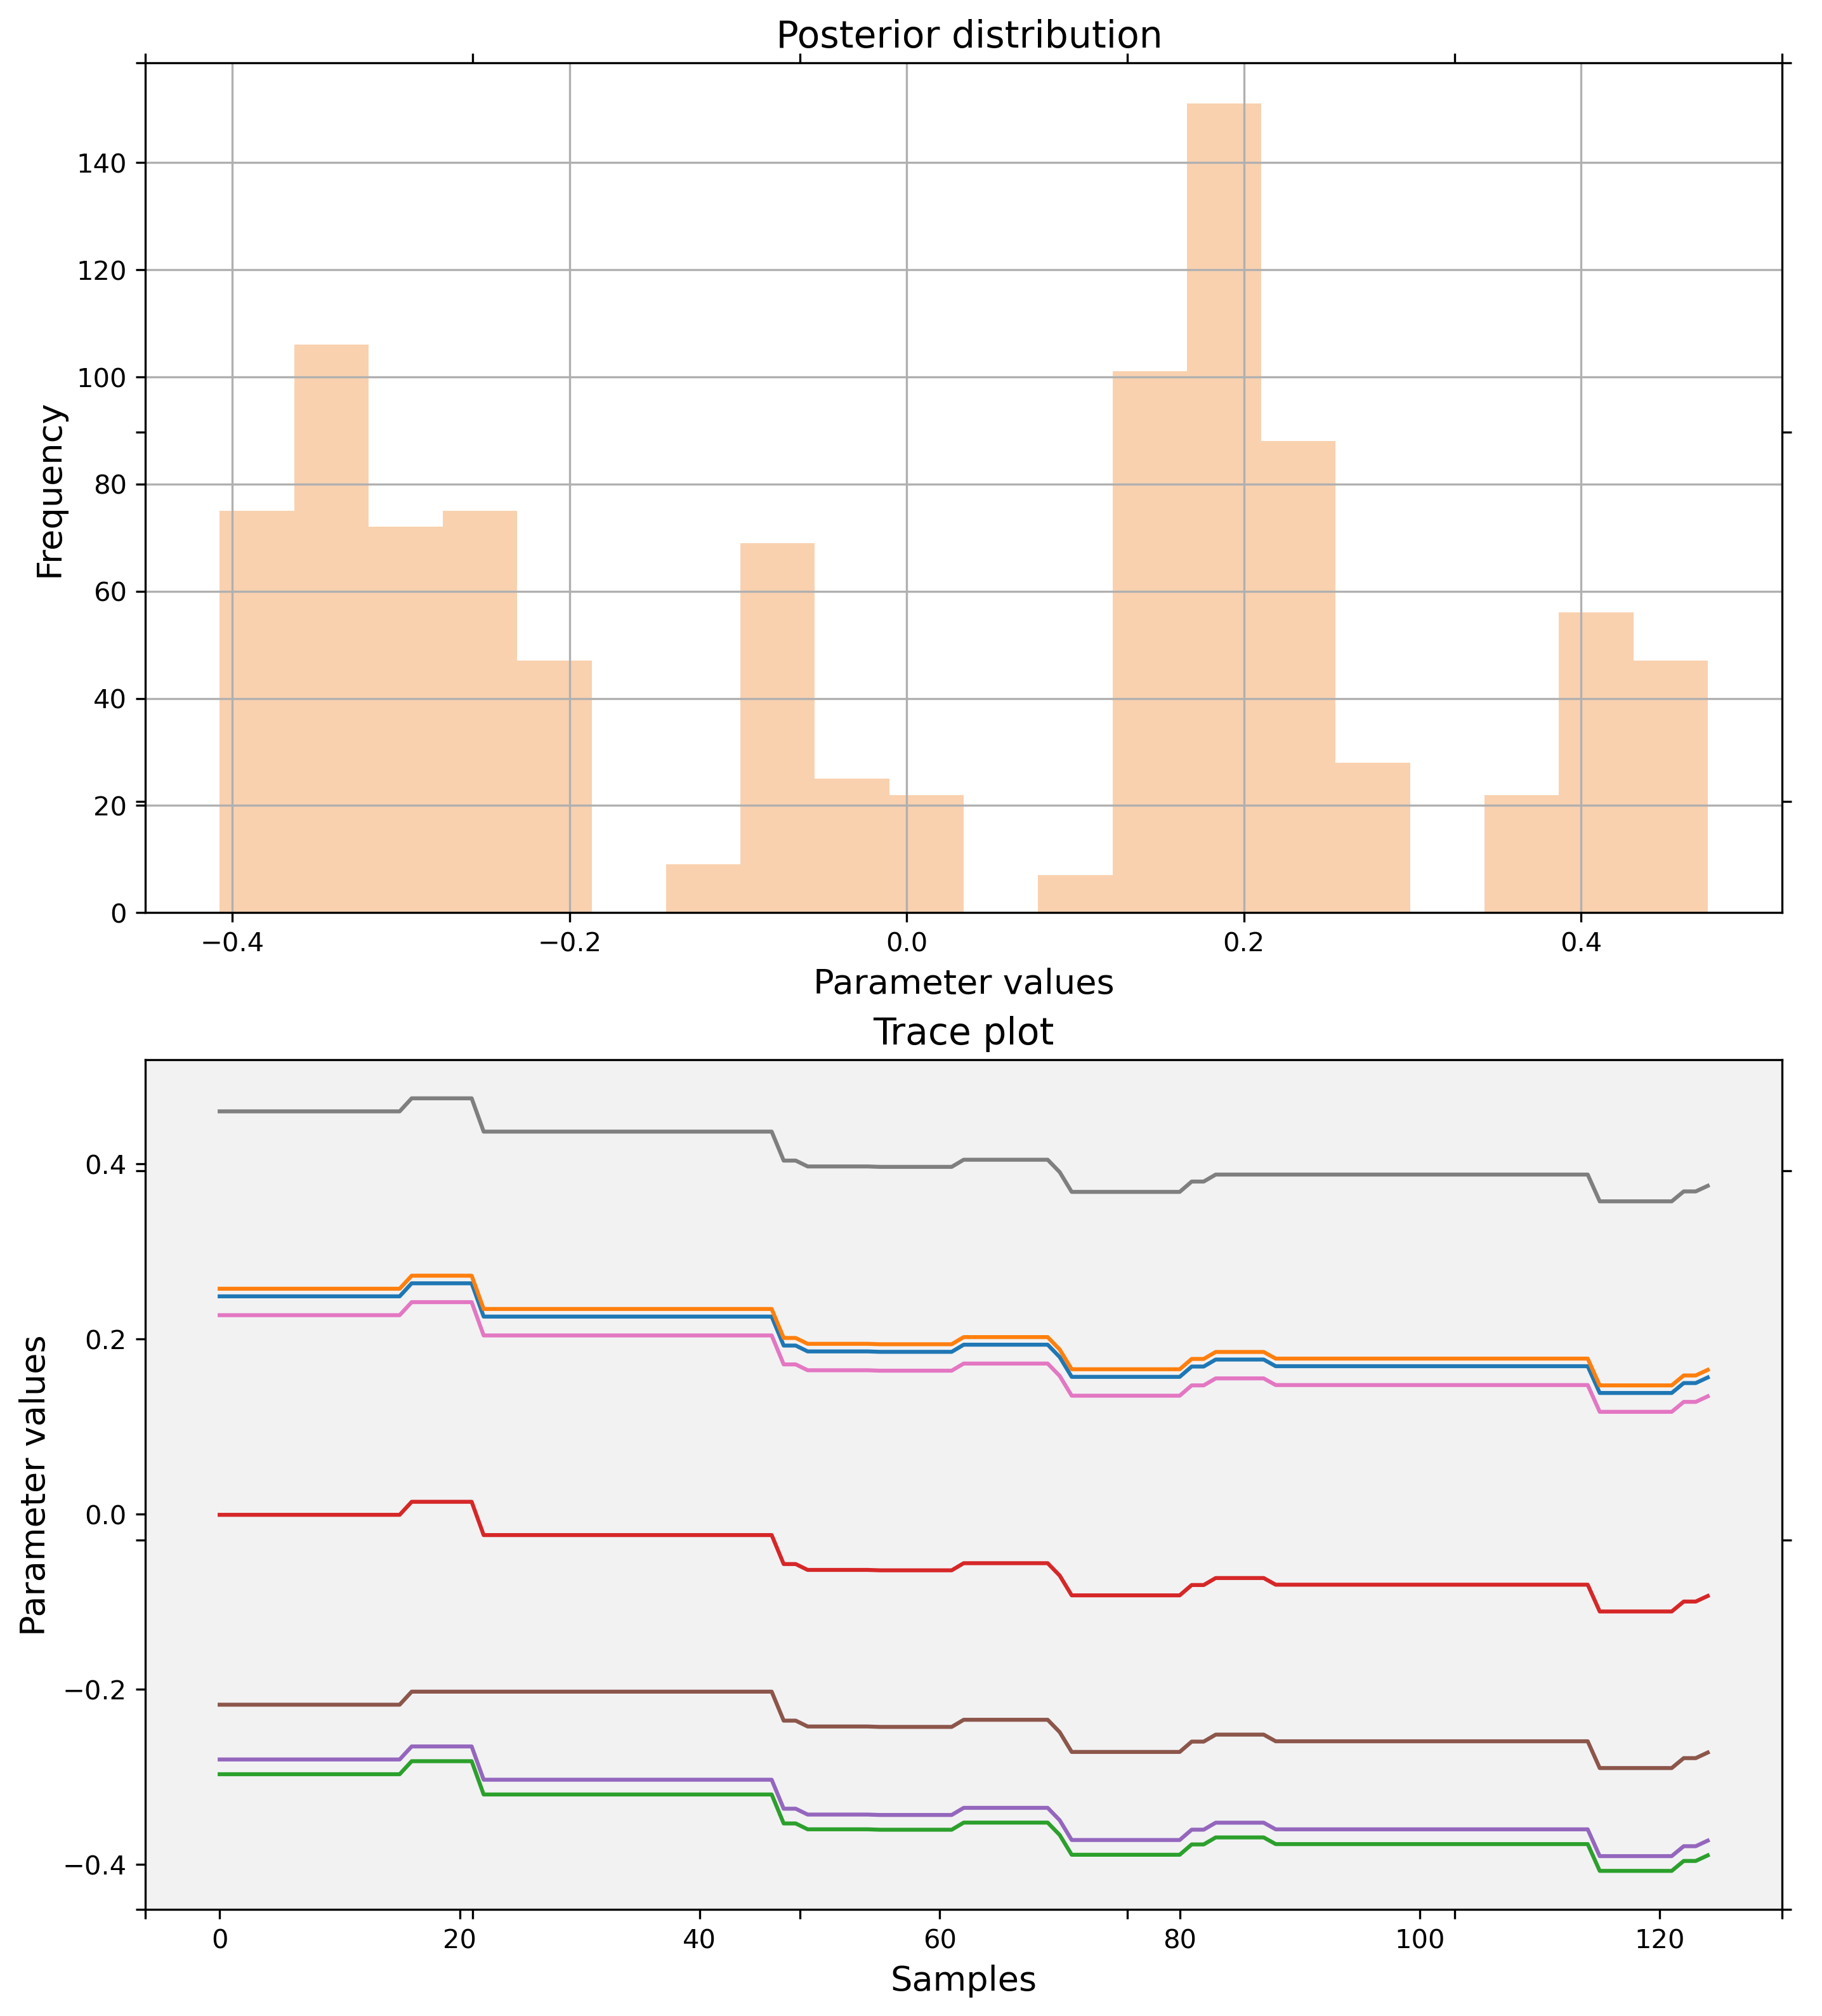 Posterior distribution
140
120
100
80
60
40
20
0
Frequency
−0.4 −0.2 0.0 0.2 0.4
Parameter values
Trace plot
0.4
0.2
0.0
−0.2
−0.4
Parameter values
0 20 40 60 80 100 120
Samples